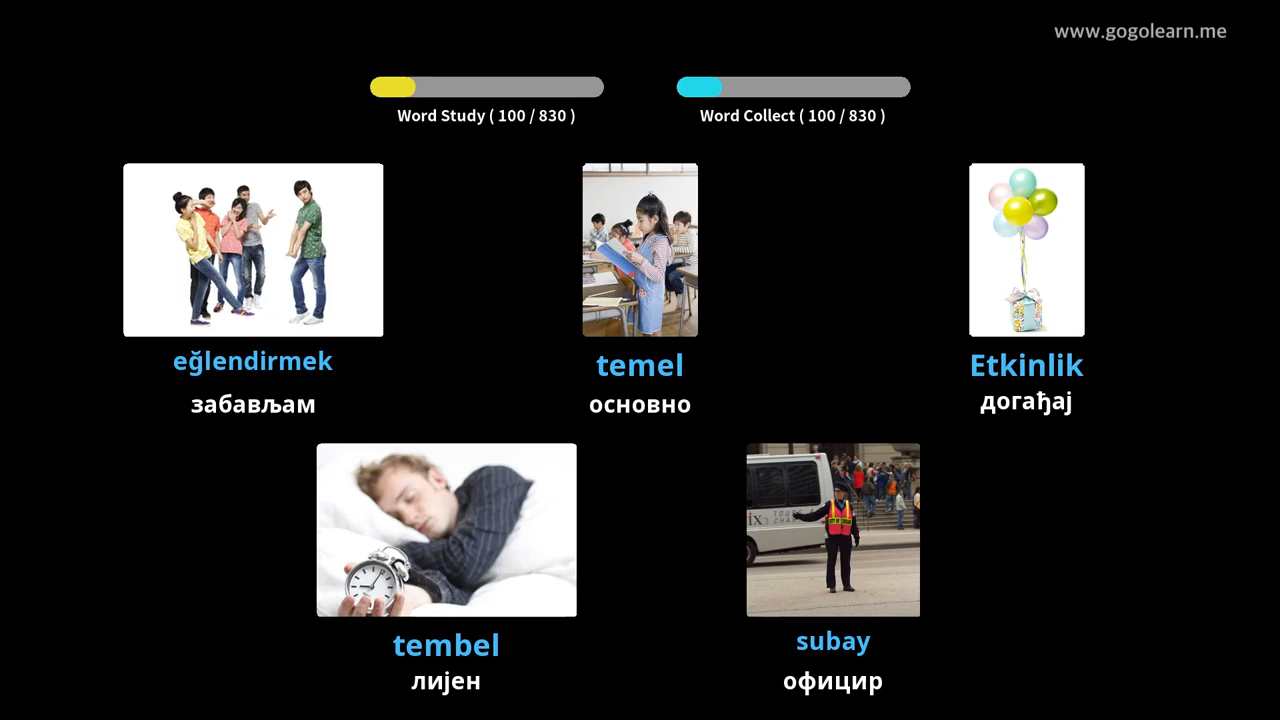 www.gogolearn.me
Word Study ( 100 / 830 )
Word Collect ( 100 / 830 )
eğlendirmek
забављам
temel
основно
Etkinlik
догађај
tembel
лијен
subay
официр